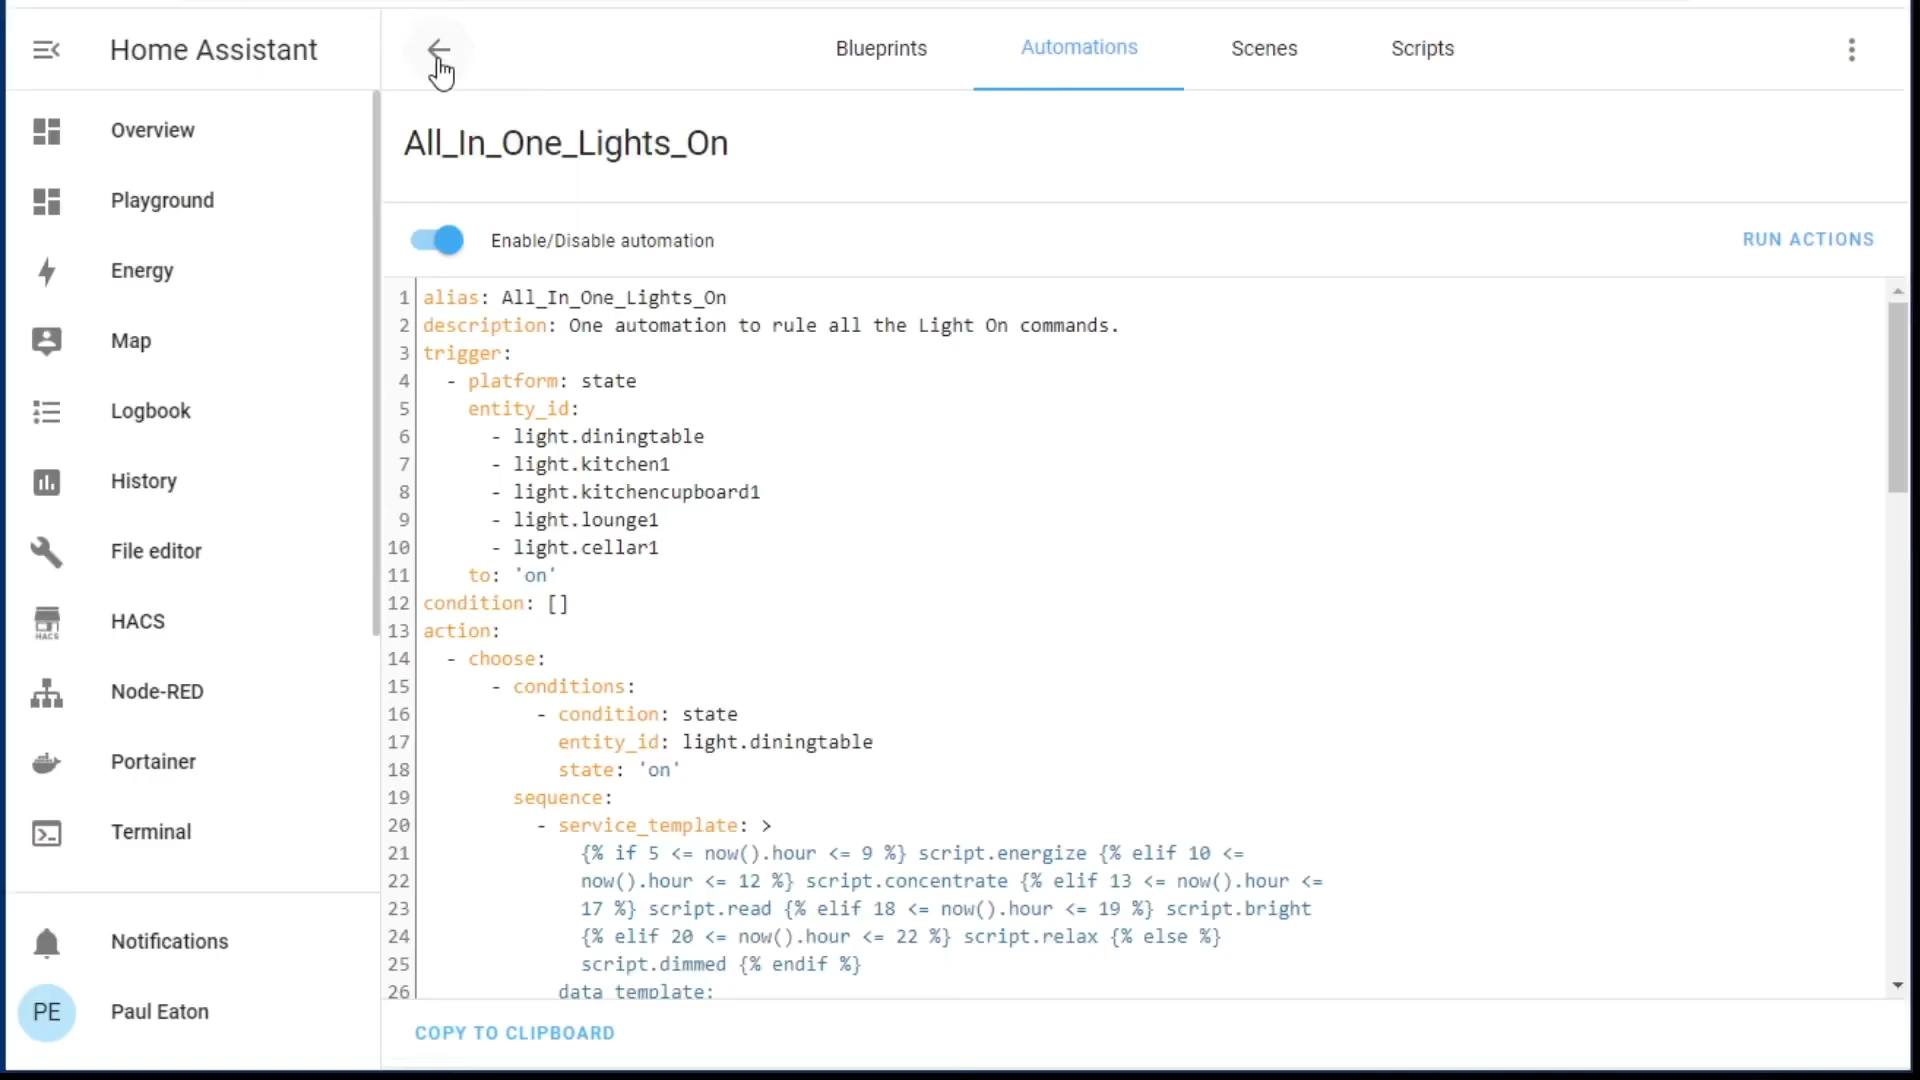 Home Assistant
Blueprints
Automations
Scenes
Scripts
Overview
Playground
Energy
Map
Logbook
History
File editor
HACS
HACS
Node-RED
Portainer
Terminal
Notifications
PE
Paul Eaton
All_In_One_Lights_On
Enable/Disable automation
RUN ACTIONS
1 alias: All_In_One_Lights_On
2 description: One automation to rule all the Light On commands.
3 trigger:
4   - platform: state
5     entity_id:
6       - light.diningtable
7       - light.kitchen1
8       - light.kitchencupboard1
9       - light.lounge1
10       - light.cellar1
11     to: 'on'
12 condition: []
13 action:
14   - choose:
15       - conditions:
16           - condition: state
17             entity_id: light.diningtable
18             state: 'on'
19         sequence:
20           - service_template: >
21               {% if 5 <= now().hour <= 9 %} script.energize {% elif 10 <=
22               now().hour <= 12 %} script.concentrate {% elif 13 <= now().hour <=
23               17 %} script.read {% elif 18 <= now().hour <= 19 %} script.bright
24               {% elif 20 <= now().hour <= 22 %} script.relax {% else %}
25               script.dimmed {% endif %}
26             data_template:
COPY TO CLIPBOARD